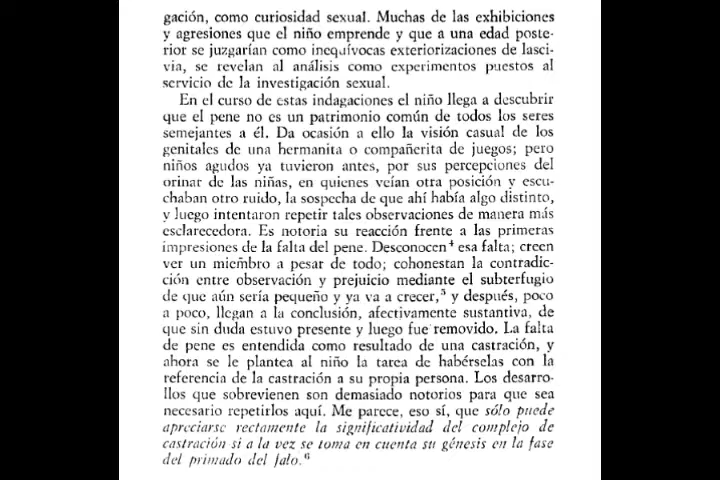 gación, como curiosidad sexual. Muchas de las exhibiciones
y agresiones que el niño emprende y que a una edad poste-
rior se juzgarían como inequívocas exteriorizaciones de lasci-
via, se revelan al análisis como experimentos puestos al
servicio de la investigación sexual.
En el curso de estas indagaciones el niño llega a descubrir
que el pene no es un patrimonio común de todos los seres
semejantes a él. Da ocasión a ello la visión casual de los
genitales de una hermanita o compañerita de juegos; pero
niños agudos ya tuvieron antes, por sus percepciones del
orinar de las niñas, en quienes veían otra posición y escu-
chaban otro ruido, la sospecha de que ahí había algo distinto,
y luego intentaron repetir tales observaciones de manera más
esclarecedora. Es notoria su reacción frente a las primeras
impresiones de la falta del pene. Desconocen⁴ esa falta; creen
ver un miembro a pesar de todo; cohonestan la contradic-
ción entre observación y prejuicio mediante el subterfugio
de que aún sería pequeño y ya va a crecer,⁵ y después, poco
a poco, llegan a la conclusión, afectivamente sustantiva, de
que sin duda estuvo presente y luego fue removido. La falta
de pene es entendida como resultado de una castración, y
ahora se le plantea al niño la tarea de habérselas con la
referencia de la castración a su propia persona. Los desarro-
llos que sobrevienen son demasiado notorios para que sea
necesario repetirlos aquí. Me parece, eso sí, que sólo puede
apreciarse rectamente la significatividad del complejo de
castración si a la vez se toma en cuenta su génesis en la fase
del primado del falo.⁶